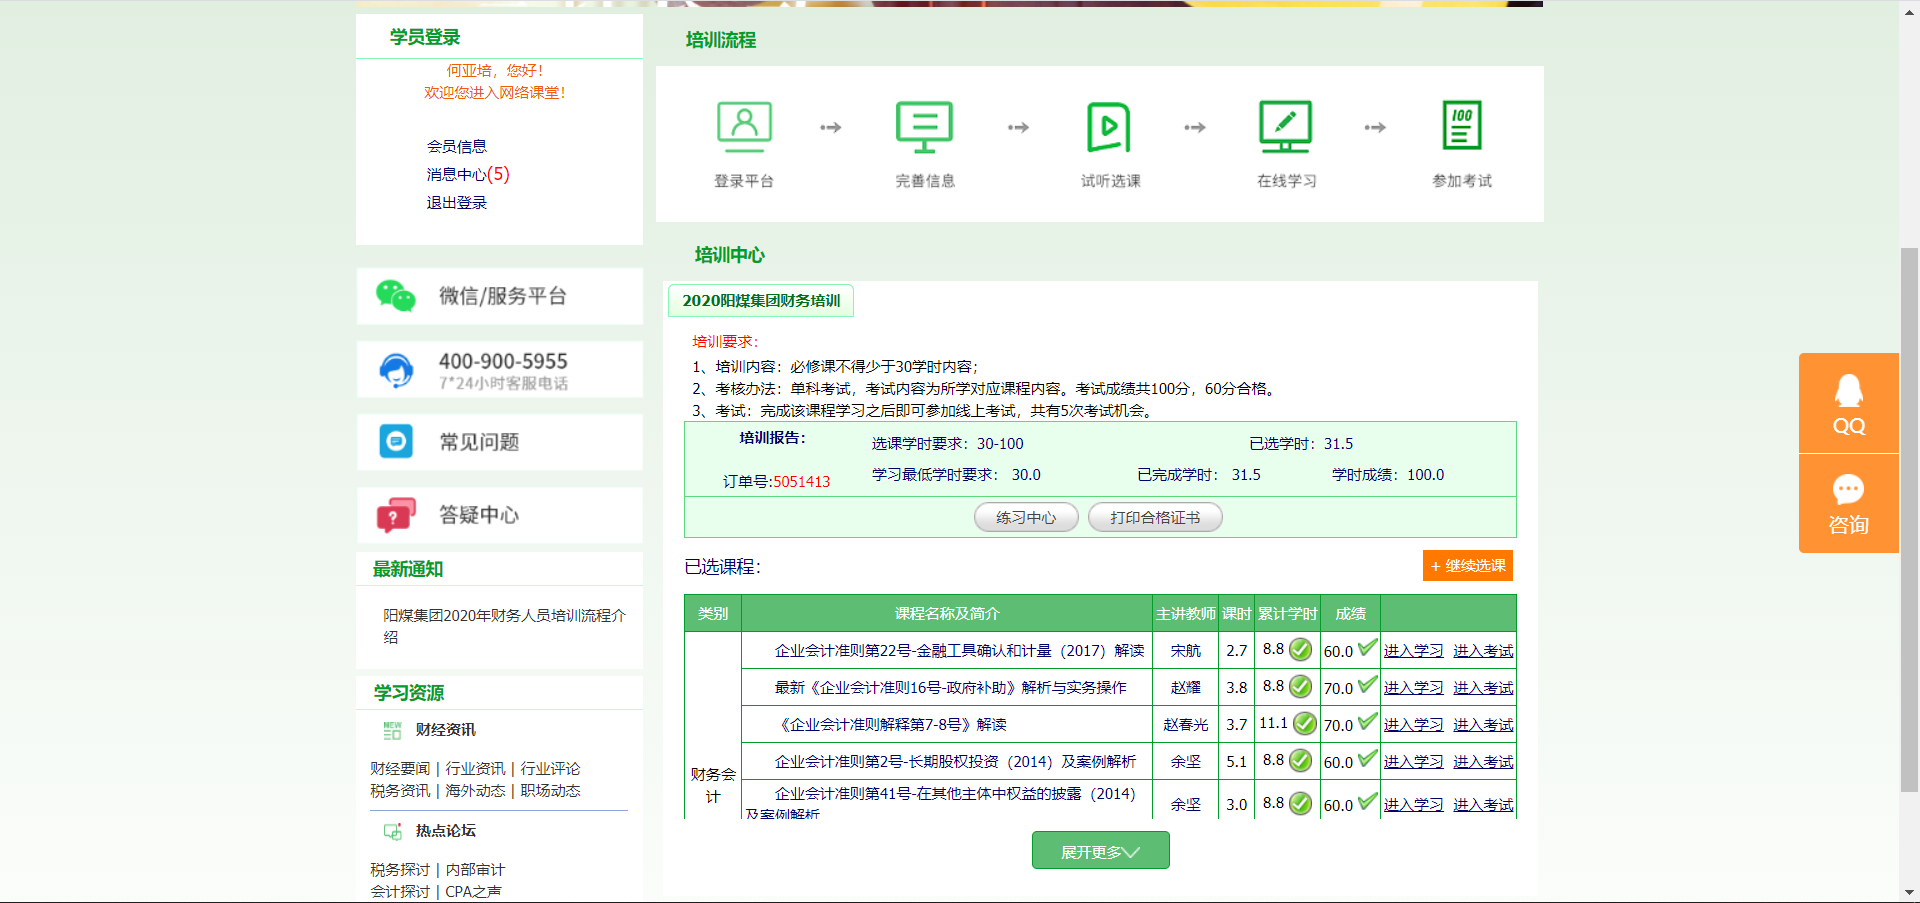 学员登录
何亚培，您好！
欢迎您进入网络课堂！
会员信息
消息中心(5)
退出登录
微信/服务平台
400-900-5955
7*24小时客服电话
常见问题
答疑中心
最新通知
阳煤集团2020年财务人员培训流程介
绍
学习资源
NEW
财经资讯
财经要闻 | 行业资讯 | 行业评论
税务资讯 | 海外动态 | 职场动态
热点论坛
税务探讨 | 内部审计
会计探讨 | CPA之声
培训流程
100
登录平台 完善信息 试听选课 在线学习 参加考试
培训中心
2020阳煤集团财务培训
培训要求：
1、培训内容：必修课不得少于30学时内容；
2、考核办法：单科考试，考试内容为所学对应课程内容。考试成绩共100分，60分合格。
3、考试：完成该课程学习之后即可参加线上考试，共有5次考试机会。
培训报告： 选课学时要求：30-100 已选学时：31.5
订单号:5051413 学习最低学时要求： 30.0 已完成学时： 31.5 学时成绩：100.0
练习中心 打印合格证书
已选课程：
+ 继续选课
类别 课程名称及简介 主讲教师 课时 累计学时 成绩
企业会计准则第22号-金融工具确认和计量（2017）解读 宋航 2.7 8.8 60.0 进入学习 进入考试
最新《企业会计准则16号-政府补助》解析与实务操作 赵耀 3.8 8.8 70.0 进入学习 进入考试
《企业会计准则解释第7-8号》解读 赵春光 3.7 11.1 70.0 进入学习 进入考试
企业会计准则第2号-长期股权投资（2014）及案例解析 余坚 5.1 8.8 60.0 进入学习 进入考试
财务会
计
企业会计准则第41号-在其他主体中权益的披露（2014） 余坚 3.0 8.8 60.0 进入学习 进入考试
及案例解析
展开更多
QQ
咨询